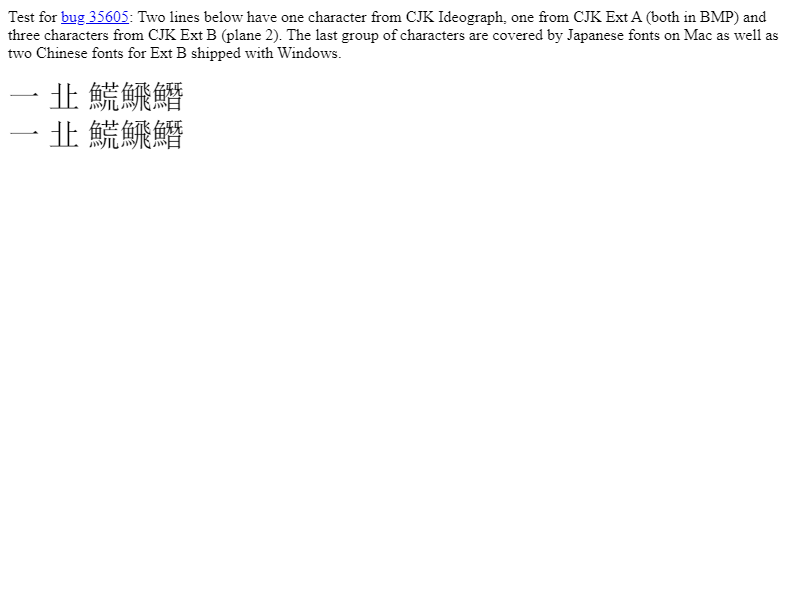 Test for bug 35605: Two lines below have one character from CJK Ideograph, one from CJK Ext A (both in BMP) and
three characters from CJK Ext B (plane 2). The last group of characters are covered by Japanese fonts on Mac as well as
two Chinese fonts for Ext B shipped with Windows.
一 㐀 𩺊𩹉𩻛
一 㐀 𩺊𩹉𩻛